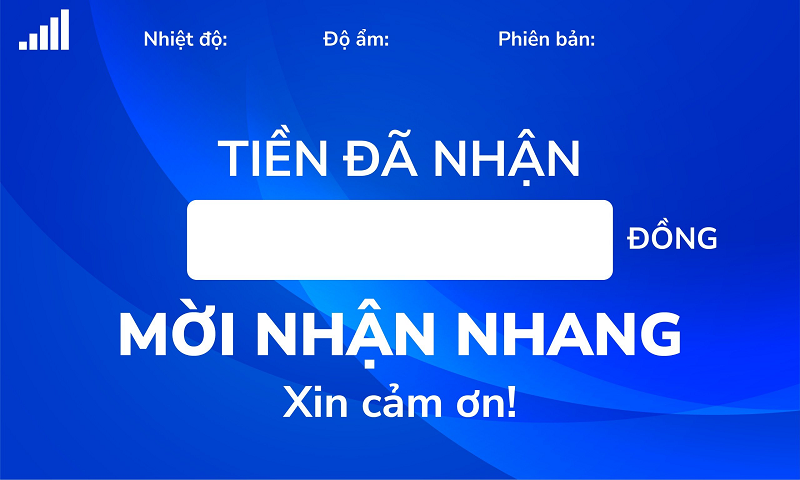 Nhiệt độ: Độ ẩm: Phiên bản:
TIỀN ĐÃ NHẬN
ĐỒNG
MỜI NHẬN NHANG
Xin cảm ơn!